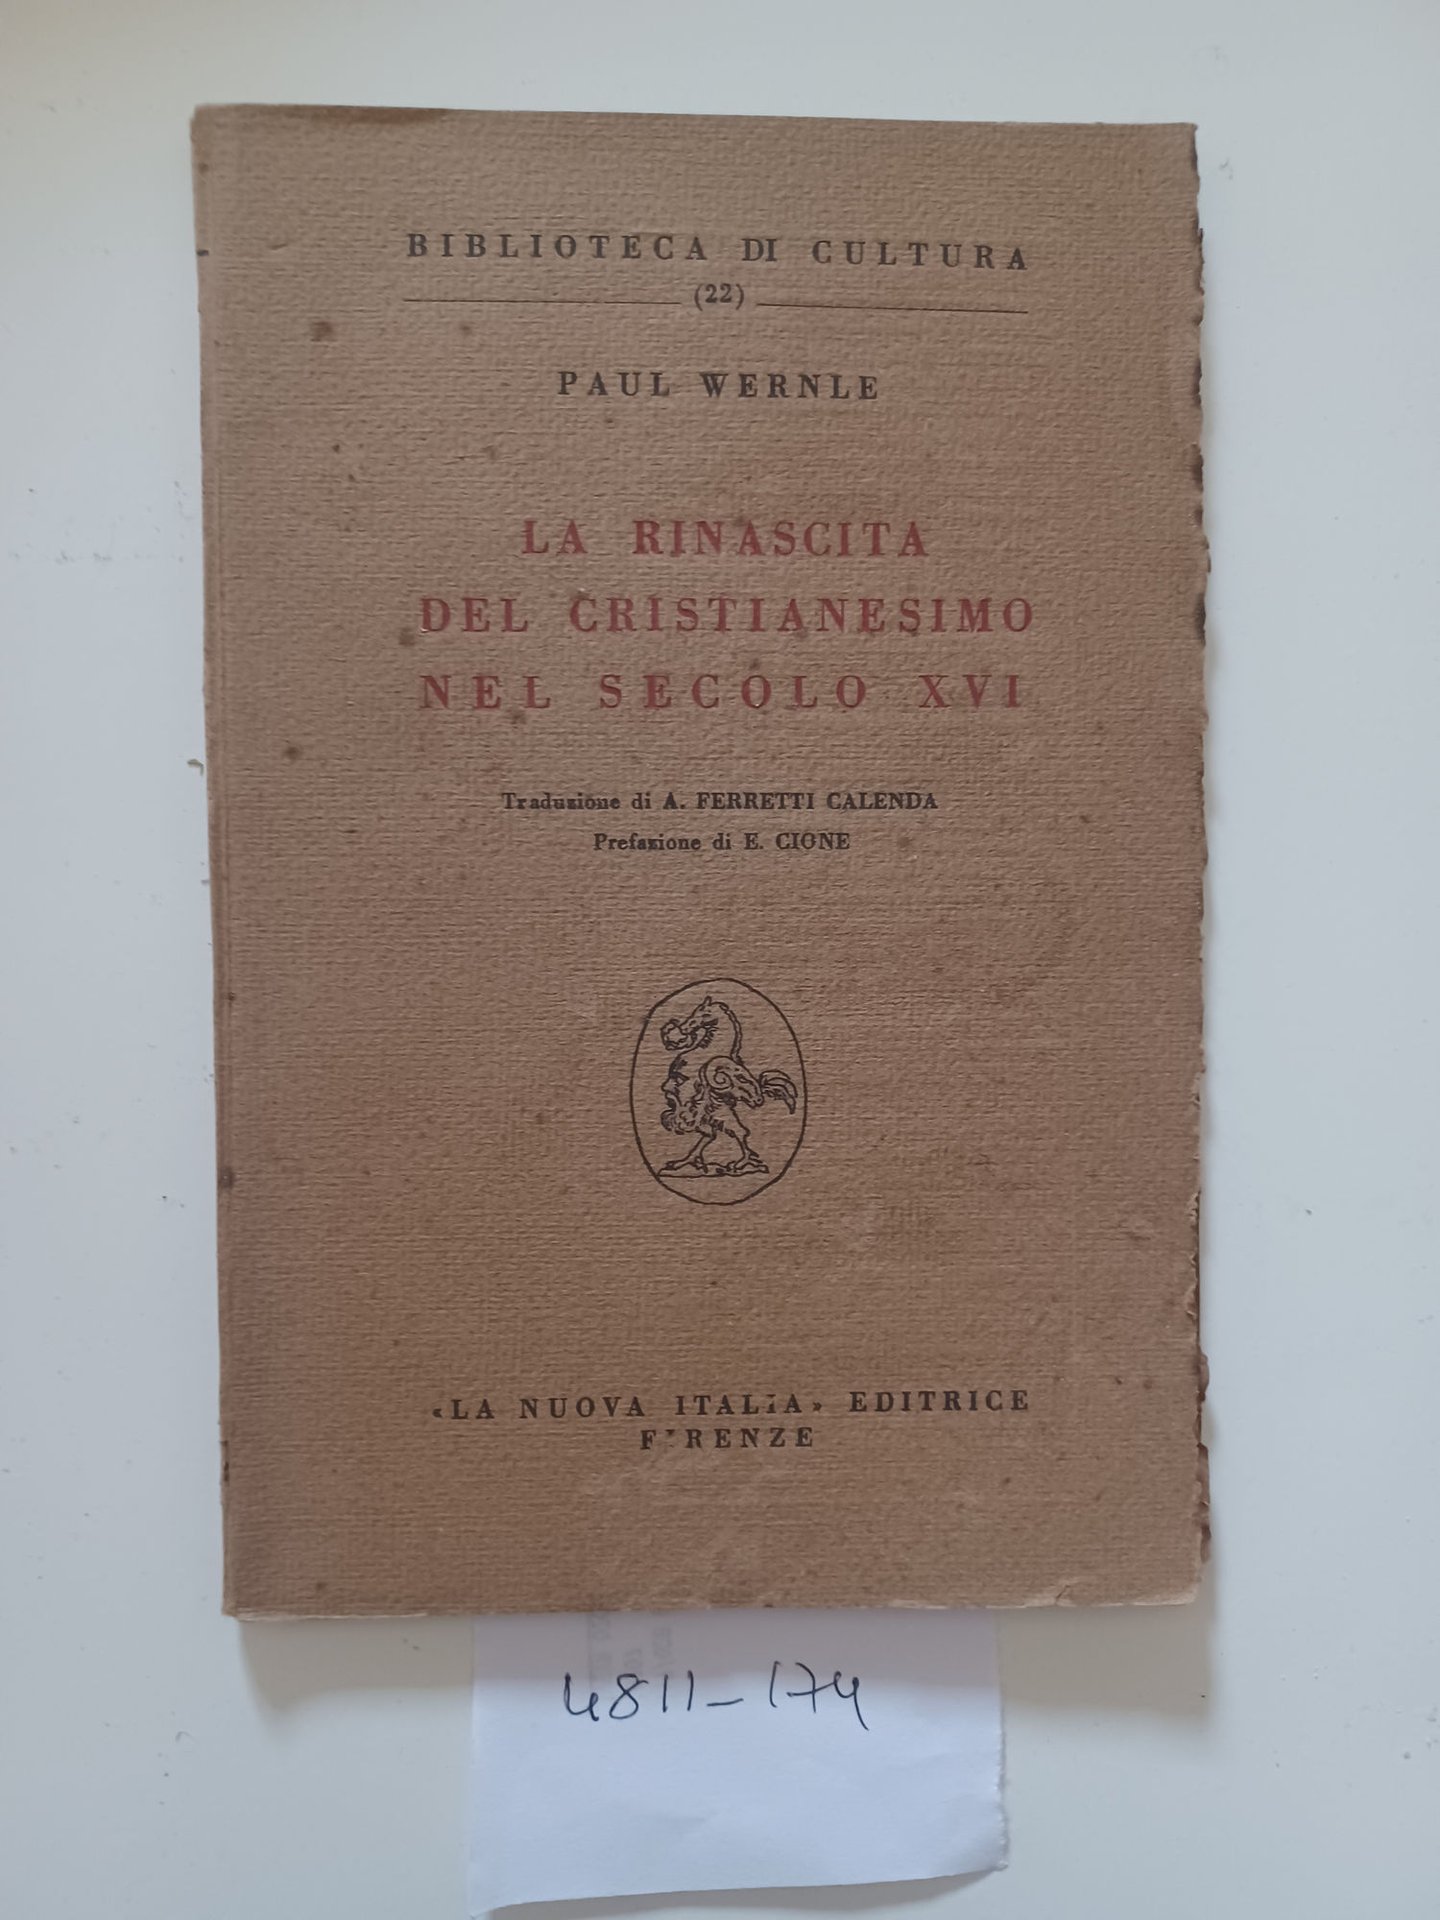 BIBLIOTECA DI CULTURA
(22)
PAUL WERNLE
LA RINASCITA
DEL CRISTIANESIMO
NEL SECOLO XVI
Traduzione di A. FERRETTI CALENDA
Prefazione di E. CIONE
«LA NUOVA ITALIA» EDITRICE
FIRENZE
4811-174